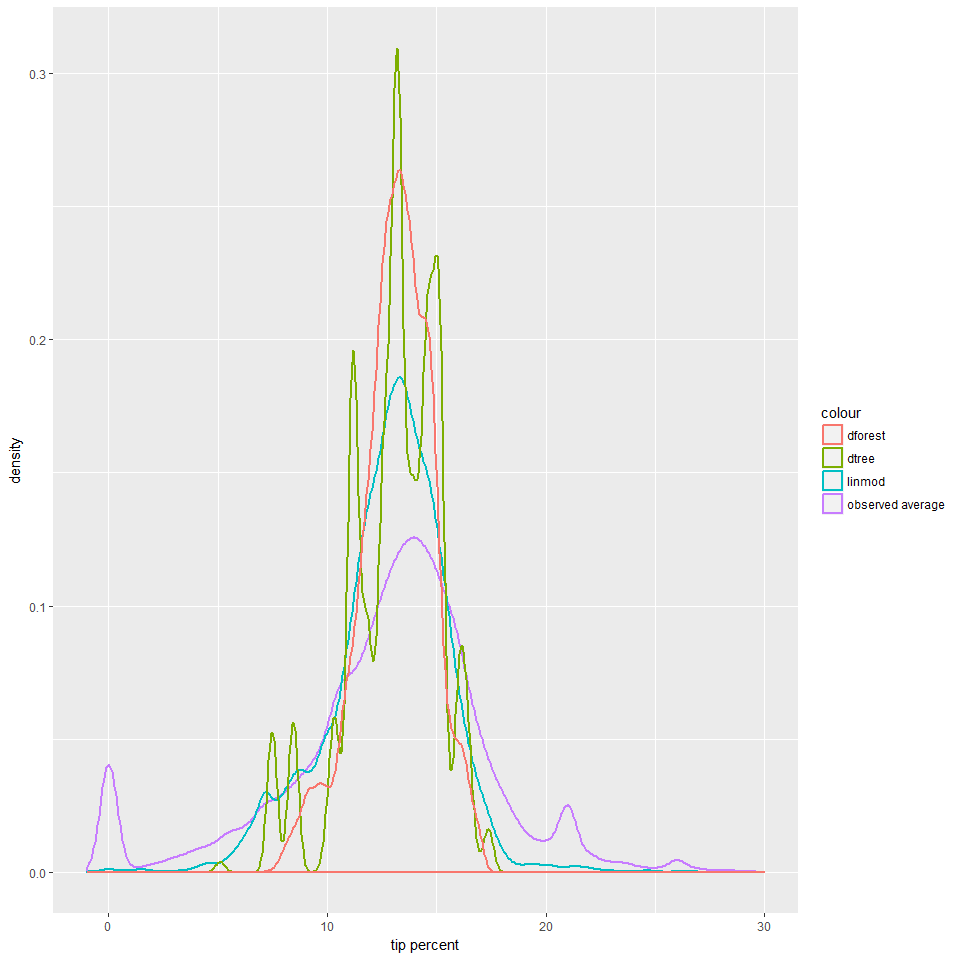 0.3
0.2
0.1
0.0
density
0
10
20
30
tip percent
colour
dforest
dtree
linmod
observed average